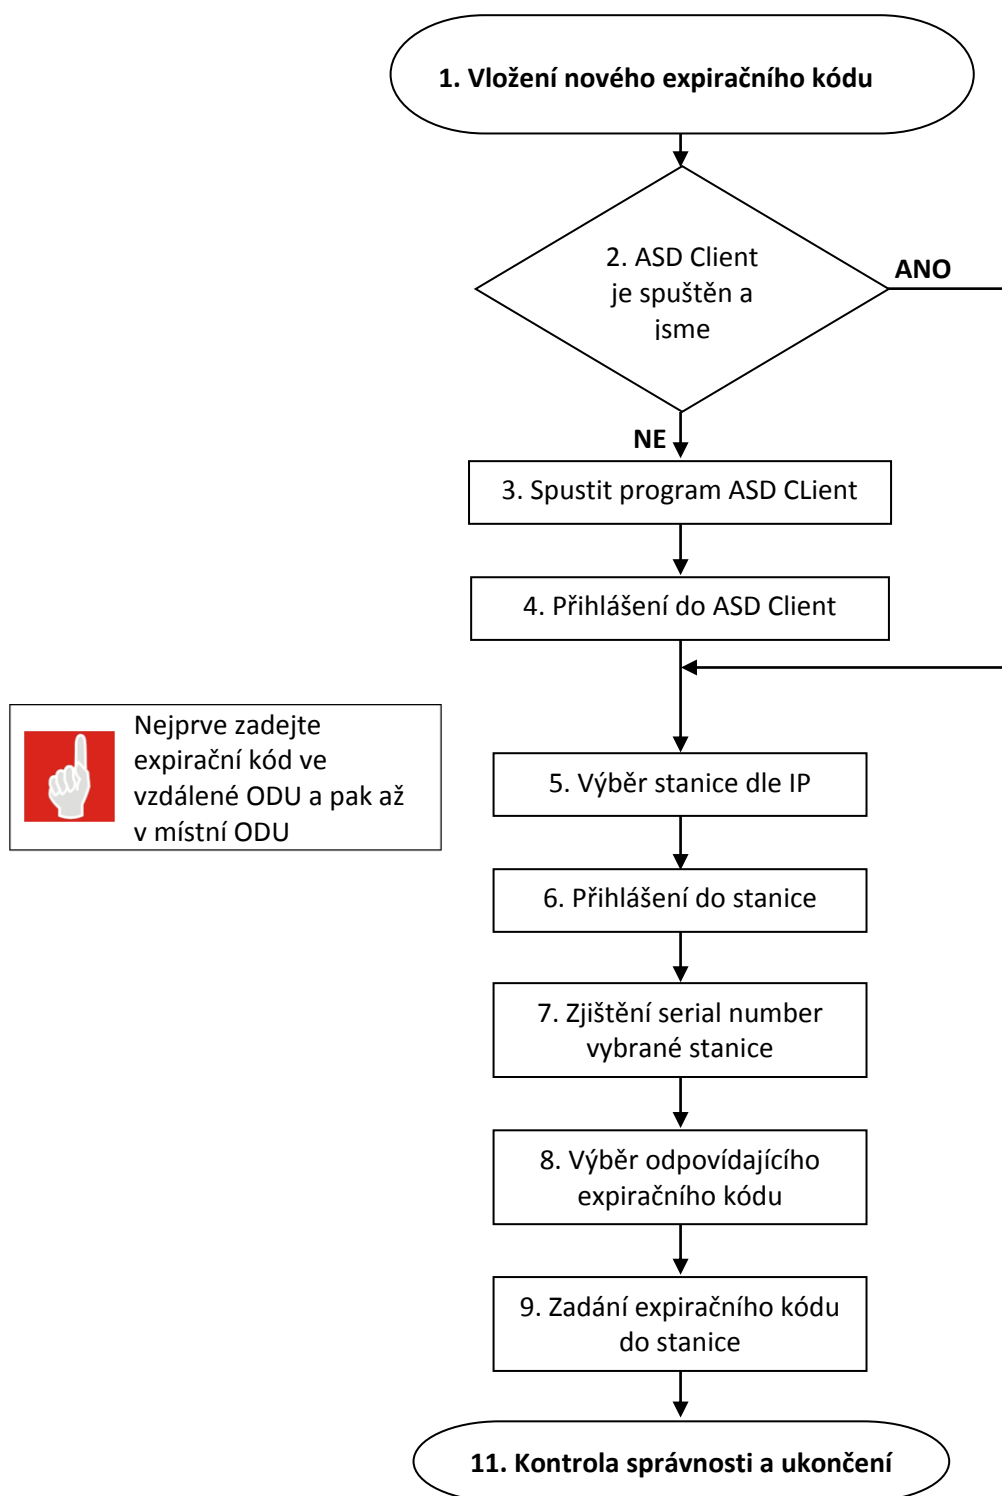 1. Vložení nového expiračního kódu
2. ASD Client
je spuštěn a
jsme
ANO
NE
3. Spustit program ASD CLient
4. Přihlášení do ASD Client
Nejprve zadejte
expirační kód ve
vzdálené ODU a pak až
v místní ODU
5. Výběr stanice dle IP
6. Přihlášení do stanice
7. Zjištění serial number
vybrané stanice
8. Výběr odpovídajícího
expiračního kódu
9. Zadání expiračního kódu
do stanice
11. Kontrola správnosti a ukončení